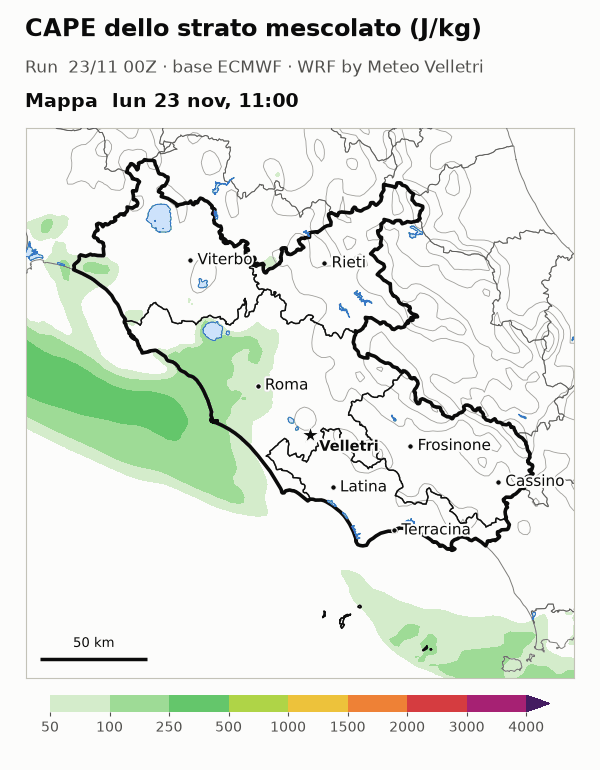 CAPE dello strato mescolato (J/kg)
Run  23/11 00Z · base ECMWF · WRF by Meteo Velletri
Mappa  lun 23 nov, 11:00
Viterbo
Rieti
Roma
Velletri
Frosinone
Cassino
Latina
Terracina
50 km
50 100 250 500 1000 1500 2000 3000 4000